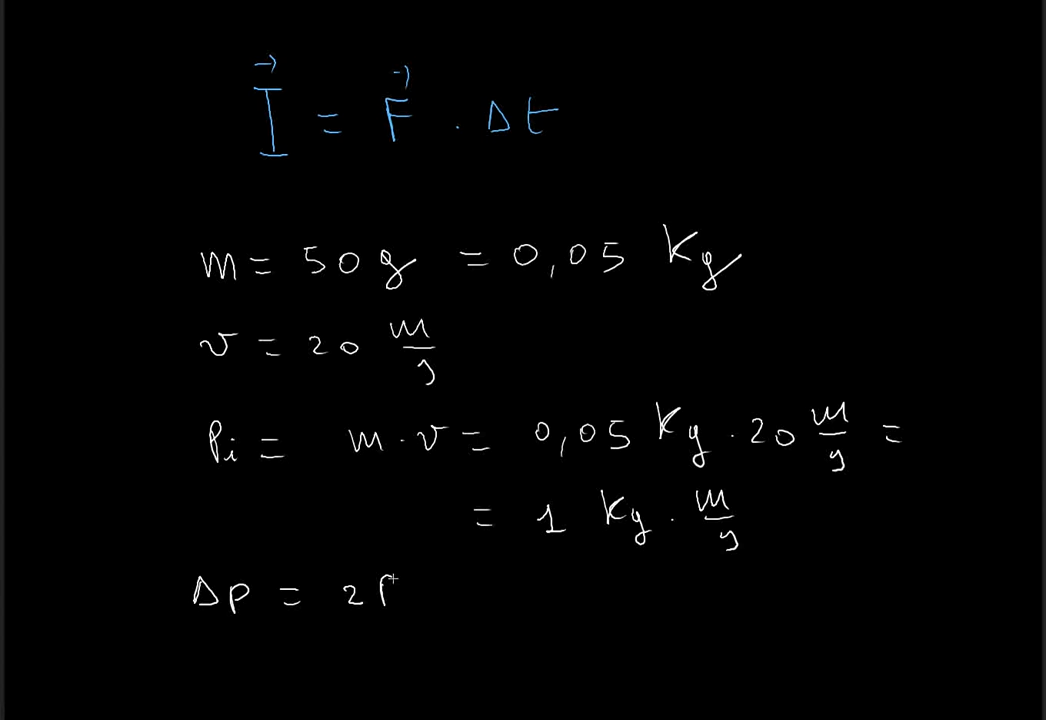 I⃗ = F⃗ . Δt
m = 50 g = 0,05 Kg
v = 20 m/s
Pi = m · v = 0,05 Kg · 20 m/s =
= 1 Kg . m/s
Δp = 2